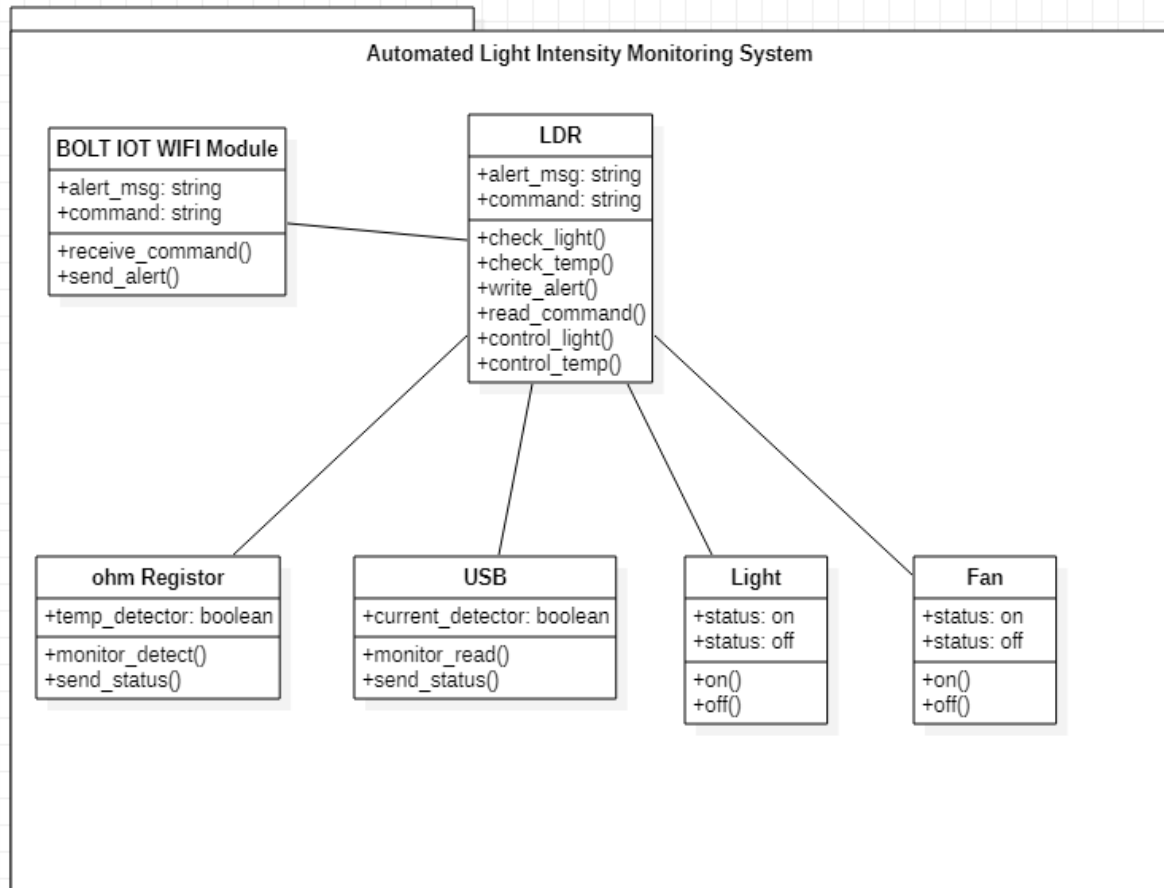 Automated Light Intensity Monitoring System
BOLT IOT WIFI Module
+alert_msg: string
+command: string
+receive_command()
+send_alert()
LDR
+alert_msg: string
+command: string
+check_light()
+check_temp()
+write_alert()
+read_command()
+control_light()
+control_temp()
ohm Registor
+temp_detector: boolean
+monitor_detect()
+send_status()
USB
+current_detector: boolean
+monitor_read()
+send_status()
Light
+status: on
+status: off
+on()
+off()
Fan
+status: on
+status: off
+on()
+off()